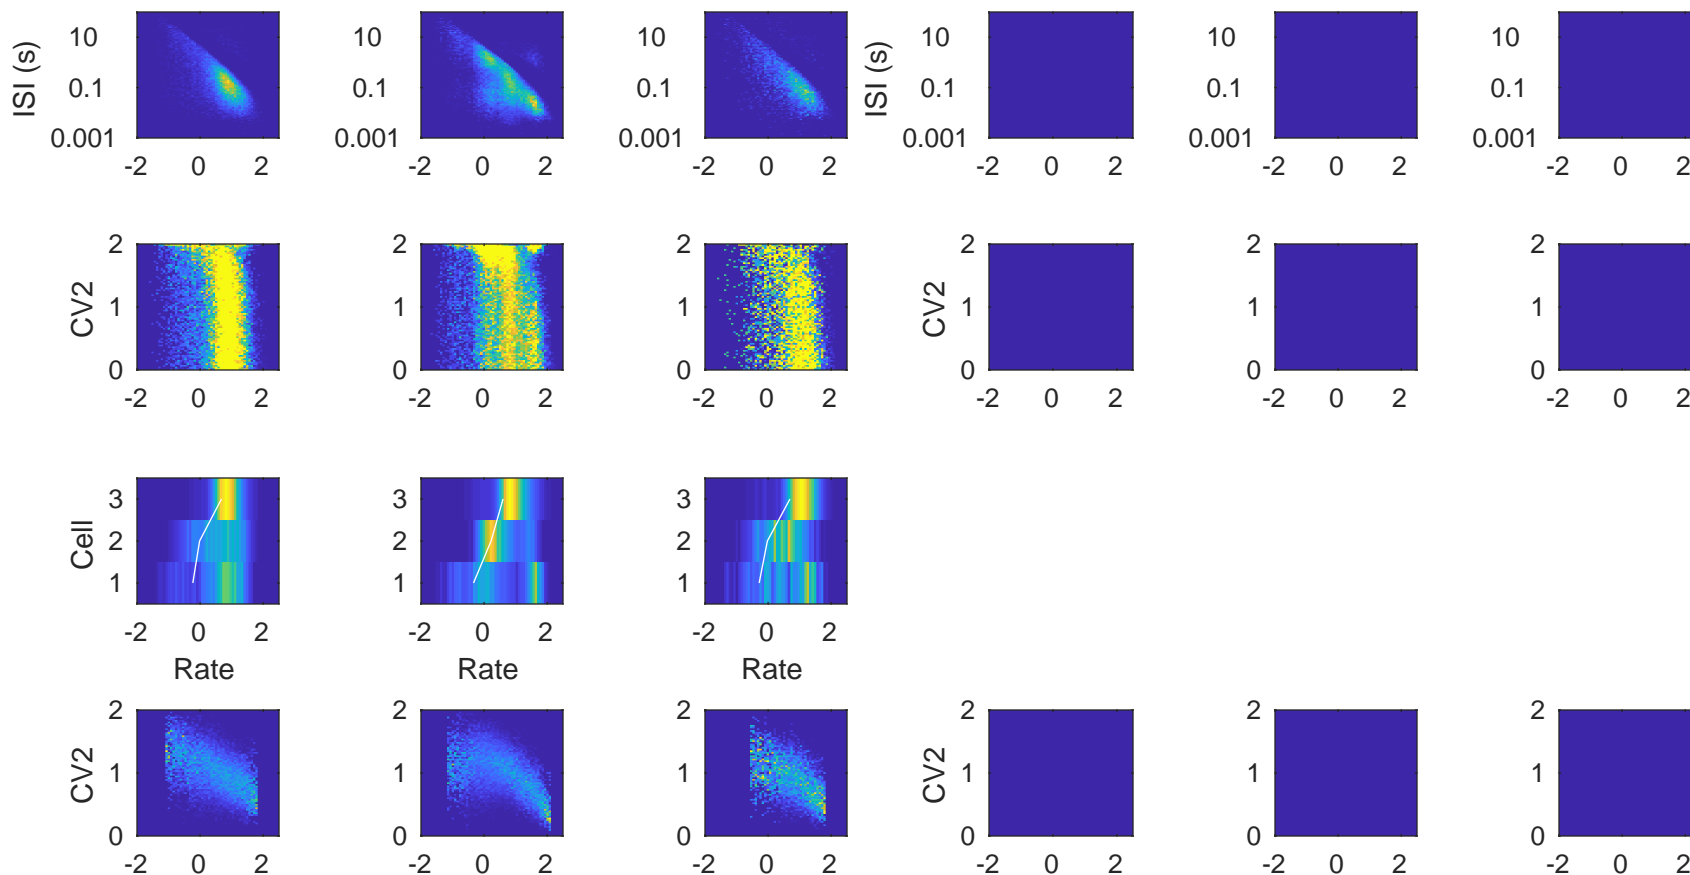 ISI (s) 10 10 10 ISI (s) 10 10 10
0.1 0.1 0.1 0.1 0.1 0.1
0.001 0.001 0.001 0.001 0.001 0.001
-2 0 2 -2 0 2 -2 0 2 -2 0 2 -2 0 2 -2 0 2
CV2 2 2 2 CV2 2 2 2
1 1 1 1 1 1
0 0 0 0 0 0
-2 0 2 -2 0 2 -2 0 2 -2 0 2 -2 0 2 -2 0 2
Cell 3 3 3
2 2 2
1 1 1
-2 0 2 -2 0 2 -2 0 2
Rate Rate Rate
CV2 2 2 2 CV2 2 2 2
1 1 1 1 1 1
0 0 0 0 0 0
-2 0 2 -2 0 2 -2 0 2 -2 0 2 -2 0 2 -2 0 2